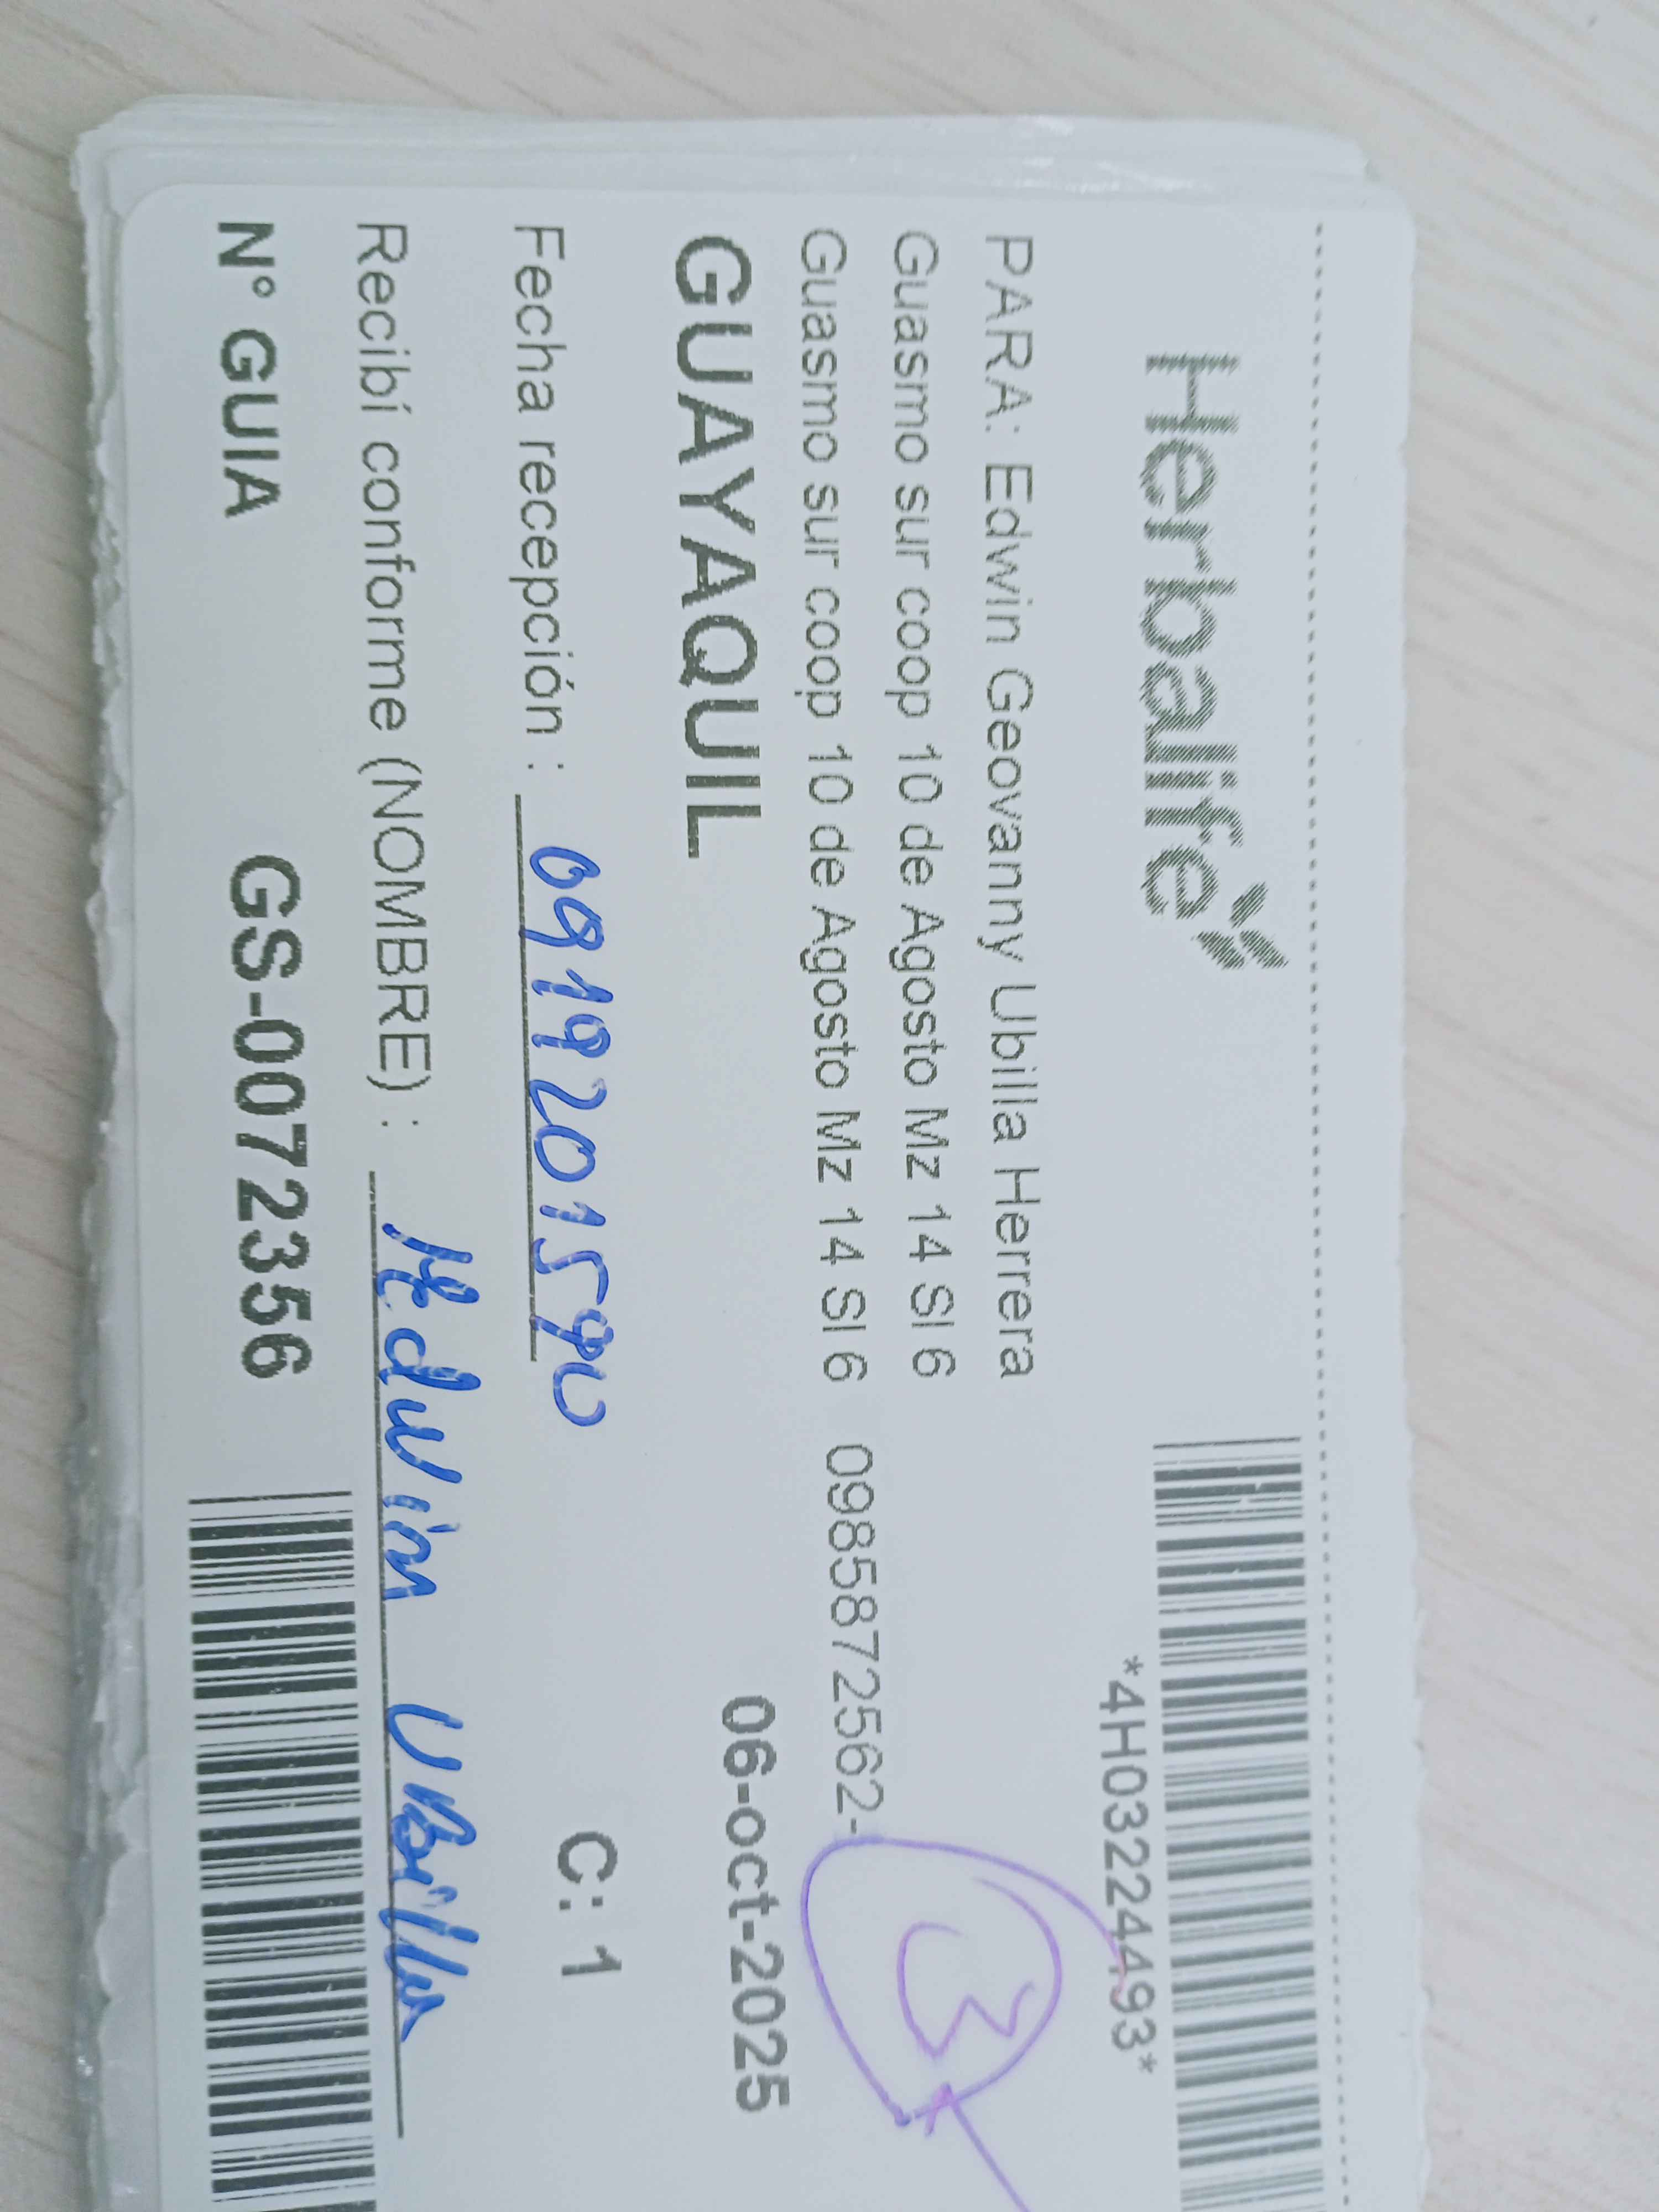 Herbalife
*4H03224493*
PARA: Edwin Geovanny Ubilla Herrera
Guasmo sur coop 10 de Agosto Mz 14 Sl 6
Guasmo sur coop 10 de Agosto Mz 14 Sl 6 0985872562-
3
GUAYAQUIL 06-oct-2025
Fecha recepción : 0919201590 C: 1
Recibí conforme (NOMBRE) : Edwin Ubilla
N° GUIA GS-0072356